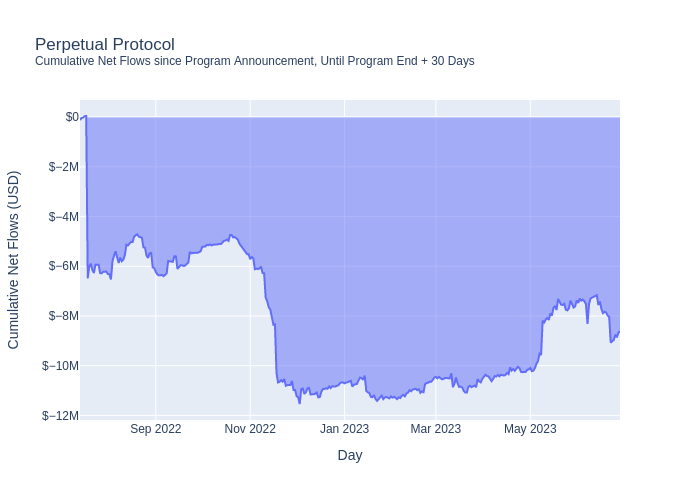 Perpetual Protocol
Cumulative Net Flows since Program Announcement, Until Program End + 30 Days
Cumulative Net Flows (USD)
$0
$−2M
$−4M
$−6M
$−8M
$−10M
$−12M
Sep 2022
Nov 2022
Jan 2023
Mar 2023
May 2023
Day